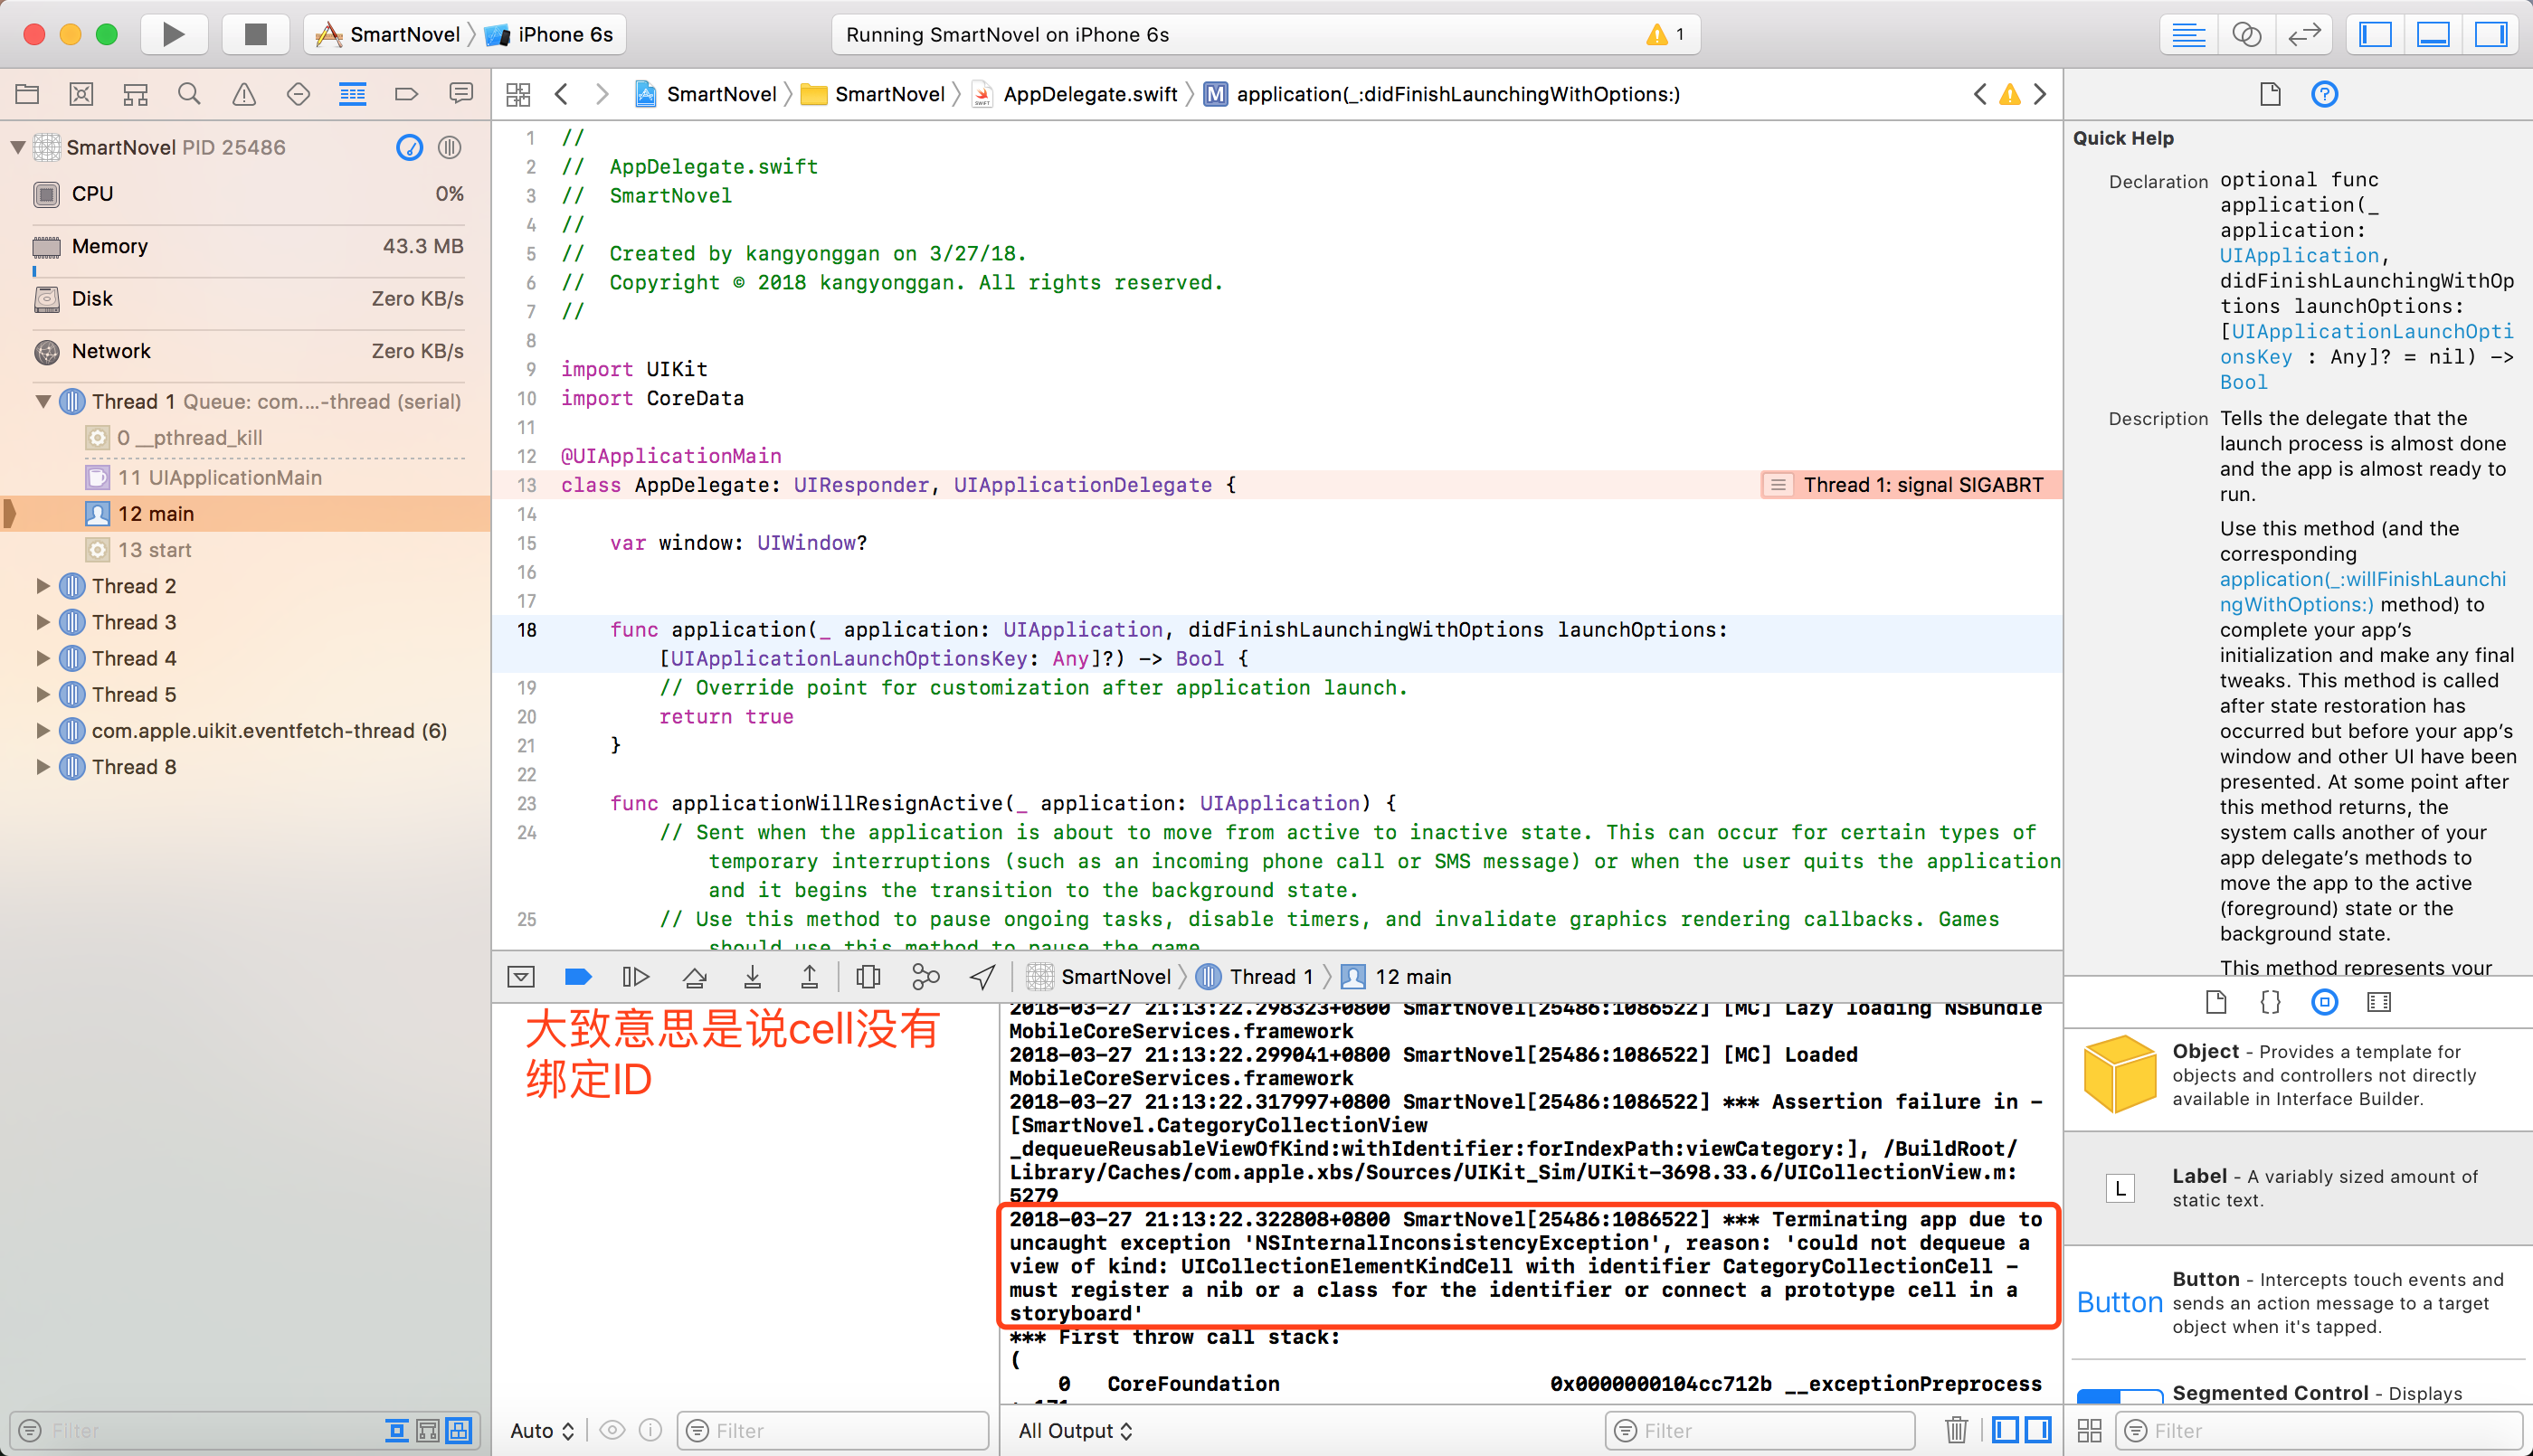 SmartNovel iPhone 6s
Running SmartNovel on iPhone 6s 1
SmartNovel PID 25486
CPU 0%
Memory 43.3 MB
Disk Zero KB/s
Network Zero KB/s
Thread 1 Queue: com....-thread (serial)
0 __pthread_kill
11 UIApplicationMain
12 main
13 start
Thread 2
Thread 3
Thread 4
Thread 5
com.apple.uikit.eventfetch-thread (6)
Thread 8
Filter
SmartNovel SmartNovel AppDelegate.swift M application(_:didFinishLaunchingWithOptions:)
1 //
2 //  AppDelegate.swift
3 //  SmartNovel
4 //
5 //  Created by kangyonggan on 3/27/18.
6 //  Copyright © 2018 kangyonggan. All rights reserved.
7 //
8
9 import UIKit
10 import CoreData
11
12 @UIApplicationMain
13 class AppDelegate: UIResponder, UIApplicationDelegate { Thread 1: signal SIGABRT
14
15 var window: UIWindow?
16
17
18 func application(_ application: UIApplication, didFinishLaunchingWithOptions launchOptions:
[UIApplicationLaunchOptionsKey: Any]?) -> Bool {
19 // Override point for customization after application launch.
20 return true
21 }
22
23 func applicationWillResignActive(_ application: UIApplication) {
24 // Sent when the application is about to move from active to inactive state. This can occur for certain types of
temporary interruptions (such as an incoming phone call or SMS message) or when the user quits the application
and it begins the transition to the background state.
25 // Use this method to pause ongoing tasks, disable timers, and invalidate graphics rendering callbacks. Games
should use this method to pause the game.
SmartNovel Thread 1 12 main
大致意思是说cell没有
绑定ID
Auto Filter
2018-03-27 21:13:22.298323+0800 SmartNovel[25486:1086522] [MC] Lazy loading NSBundle
MobileCoreServices.framework
2018-03-27 21:13:22.299041+0800 SmartNovel[25486:1086522] [MC] Loaded
MobileCoreServices.framework
2018-03-27 21:13:22.317997+0800 SmartNovel[25486:1086522] *** Assertion failure in -
[SmartNovel.CategoryCollectionView
_dequeueReusableViewOfKind:withIdentifier:forIndexPath:viewCategory:], /BuildRoot/
Library/Caches/com.apple.xbs/Sources/UIKit_Sim/UIKit-3698.33.6/UICollectionView.m:
5279
2018-03-27 21:13:22.322808+0800 SmartNovel[25486:1086522] *** Terminating app due to
uncaught exception 'NSInternalInconsistencyException', reason: 'could not dequeue a
view of kind: UICollectionElementKindCell with identifier CategoryCollectionCell -
must register a nib or a class for the identifier or connect a prototype cell in a
storyboard'
*** First throw call stack:
(
0 CoreFoundation 0x0000000104cc712b __exceptionPreprocess
+ 171
All Output Filter
Quick Help
Declaration optional func
application(_
application:
UIApplication,
didFinishLaunchingWithOp
tions launchOptions:
[UIApplicationLaunchOpti
onsKey : Any]? = nil) ->
Bool
Description Tells the delegate that the
launch process is almost done
and the app is almost ready to
run.
Use this method (and the
corresponding
application(_:willFinishLaunchi
ngWithOptions:) method) to
complete your app's
initialization and make any final
tweaks. This method is called
after state restoration has
occurred but before your app's
window and other UI have been
presented. At some point after
this method returns, the
system calls another of your
app delegate's methods to
move the app to the active
(foreground) state or the
background state.
This method represents your
Object - Provides a template for
objects and controllers not directly
available in Interface Builder.
L
Label - A variably sized amount of
static text.
Button
Button - Intercepts touch events and
sends an action message to a target
object when it's tapped.
Segmented Control - Displays
Filter